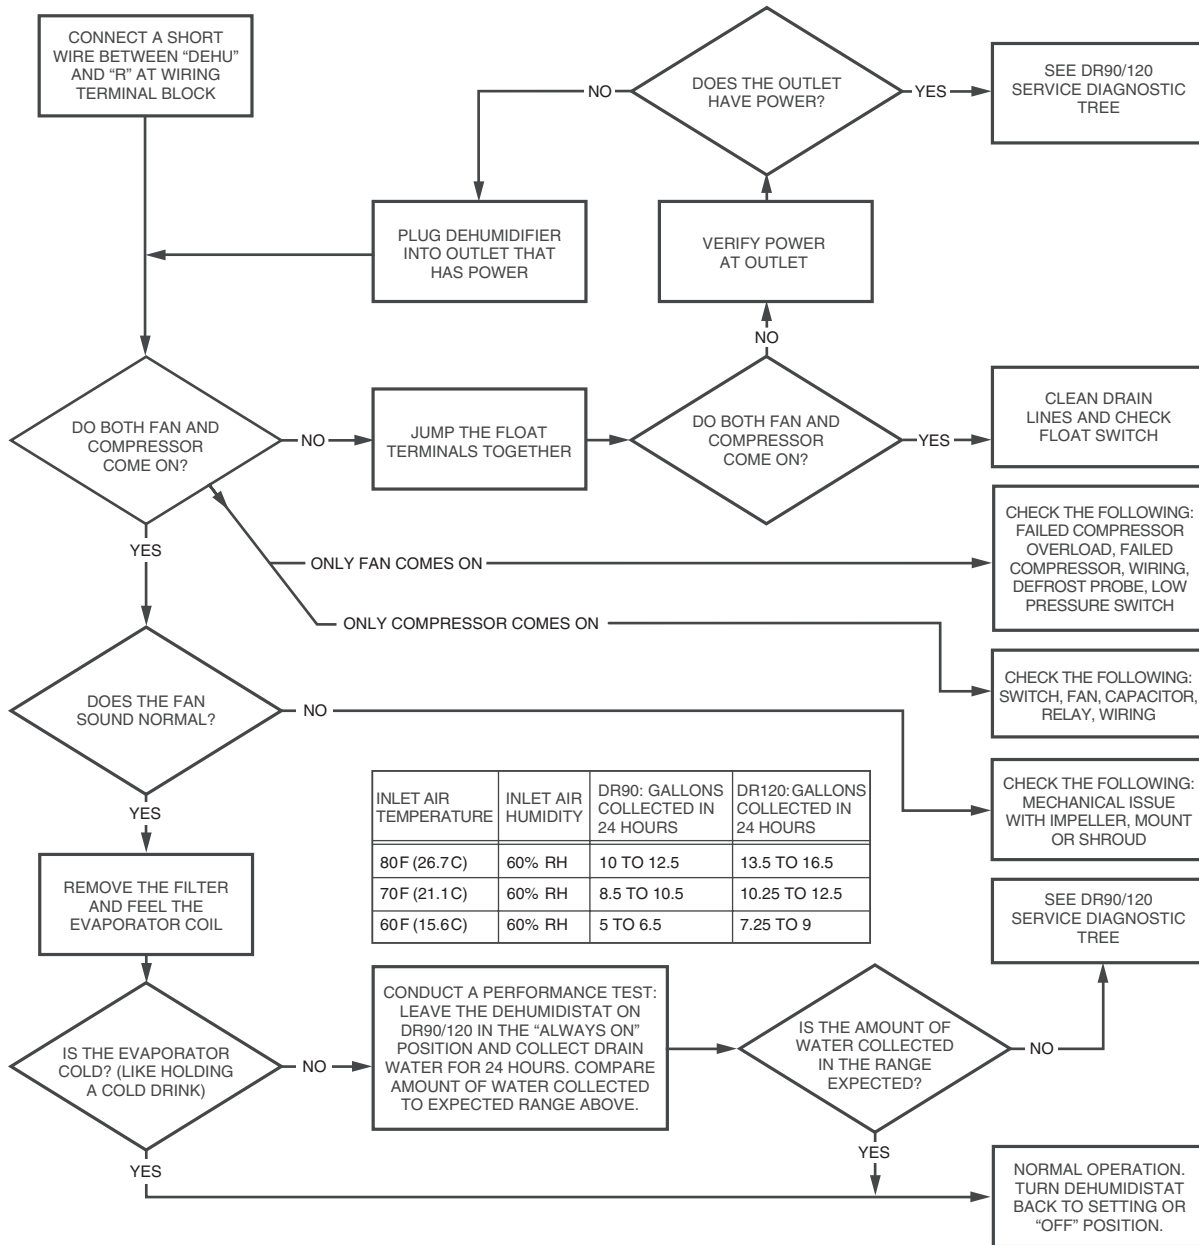 CONNECT A SHORT
WIRE BETWEEN “DEHU”
AND “R” AT WIRING
TERMINAL BLOCK
DOES THE OUTLET
HAVE POWER?
NO
YES
SEE DR90/120
SERVICE DIAGNOSTIC
TREE
PLUG DEHUMIDIFIER
INTO OUTLET THAT
HAS POWER
VERIFY POWER
AT OUTLET
NO
DO BOTH FAN AND
COMPRESSOR
COME ON?
NO
JUMP THE FLOAT
TERMINALS TOGETHER
DO BOTH FAN AND
COMPRESSOR
COME ON?
YES
CLEAN DRAIN
LINES AND CHECK
FLOAT SWITCH
YES
ONLY FAN COMES ON
CHECK THE FOLLOWING:
FAILED COMPRESSOR
OVERLOAD, FAILED
COMPRESSOR, WIRING,
DEFROST PROBE, LOW
PRESSURE SWITCH
ONLY COMPRESSOR COMES ON
CHECK THE FOLLOWING:
SWITCH, FAN, CAPACITOR,
RELAY, WIRING
DOES THE FAN
SOUND NORMAL?
NO
CHECK THE FOLLOWING:
MECHANICAL ISSUE
WITH IMPELLER, MOUNT
OR SHROUD
YES
INLET AIR TEMPERATURE | INLET AIR HUMIDITY | DR90: GALLONS COLLECTED IN 24 HOURS | DR120: GALLONS COLLECTED IN 24 HOURS
80F (26.7C) 60% RH 10 TO 12.5 13.5 TO 16.5
70F (21.1C) 60% RH 8.5 TO 10.5 10.25 TO 12.5
60F (15.6C) 60% RH 5 TO 6.5 7.25 TO 9
REMOVE THE FILTER
AND FEEL THE
EVAPORATOR COIL
SEE DR90/120
SERVICE DIAGNOSTIC
TREE
IS THE EVAPORATOR
COLD? (LIKE HOLDING
A COLD DRINK)
NO
CONDUCT A PERFORMANCE TEST:
LEAVE THE DEHUMIDISTAT ON
DR90/120 IN THE “ALWAYS ON”
POSITION AND COLLECT DRAIN
WATER FOR 24 HOURS. COMPARE
AMOUNT OF WATER COLLECTED
TO EXPECTED RANGE ABOVE.
IS THE AMOUNT OF
WATER COLLECTED
IN THE RANGE
EXPECTED?
NO
YES
YES
NORMAL OPERATION.
TURN DEHUMIDISTAT
BACK TO SETTING OR
“OFF” POSITION.